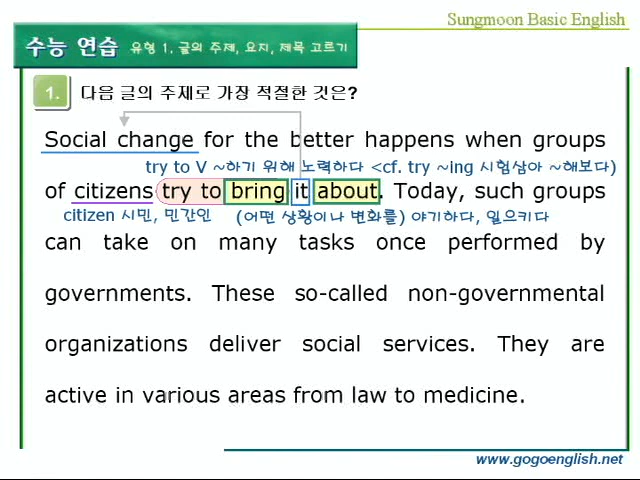 Sungmoon Basic English
수능 연습 유형 1. 글의 주제, 요지, 제목 고르기
1. 다음 글의 주제로 가장 적절한 것은?
Social change for the better happens when groups
try to V ~하기 위해 노력하다 <cf. try ~ing 시험삼아 ~해보다)
of citizens try to bring it about. Today, such groups
citizen 시민, 민간인 (어떤 상황이나 변화를) 야기하다, 일으키다
can take on many tasks once performed by
governments. These so-called non-governmental
organizations deliver social services. They are
active in various areas from law to medicine.
www.gogoenglish.net